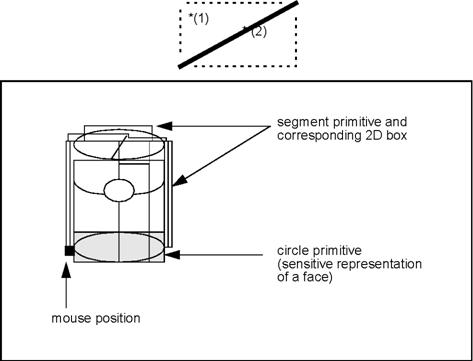 *(1)
*(2)
segment primitive and
corresponding 2D box
circle primitive
(sensitive representation
of a face)
mouse position